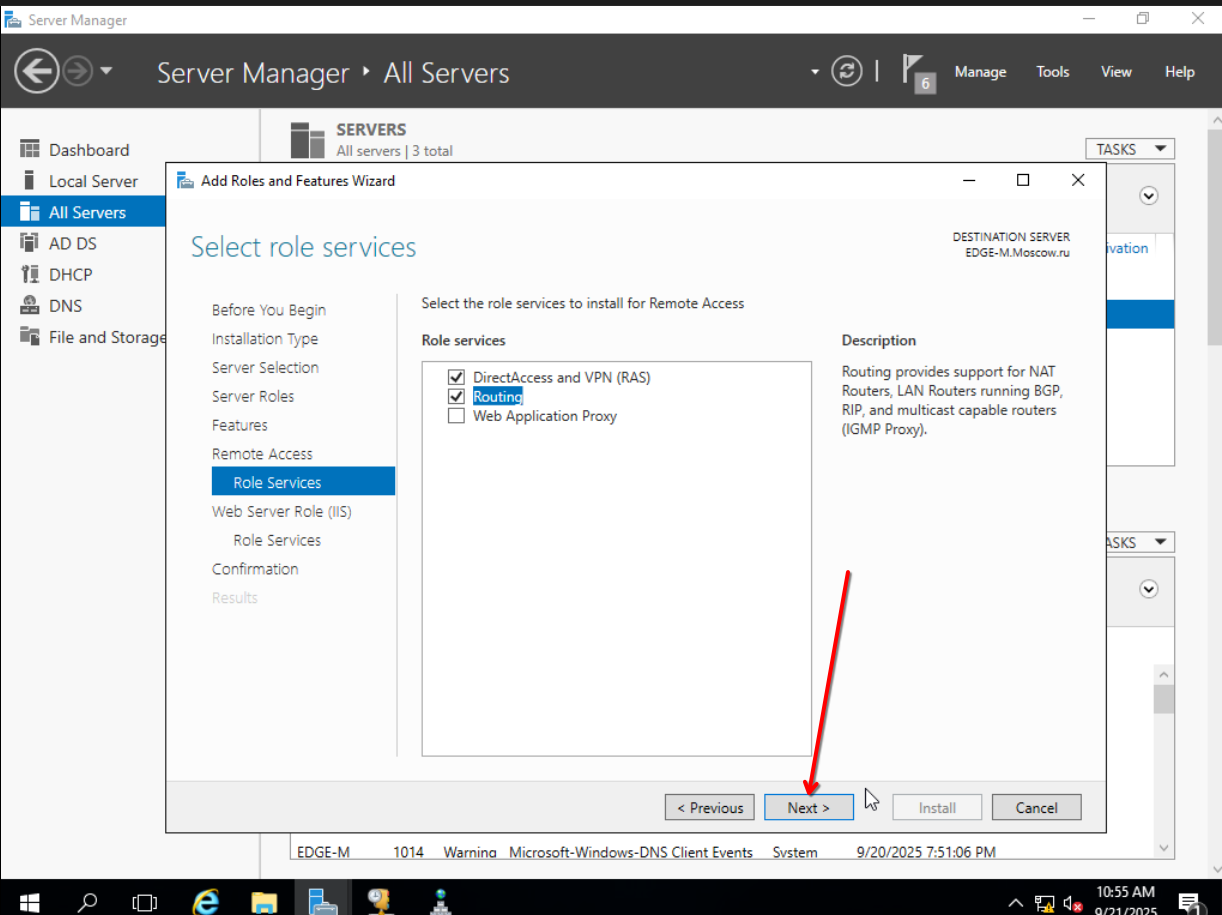 Server Manager
Server Manager ‣ All Servers
6
Manage Tools View Help
Dashboard
Local Server
All Servers
AD DS
DHCP
DNS
File and Storage
SERVERS
All servers | 3 total
TASKS
Add Roles and Features Wizard
Select role services
DESTINATION SERVER
EDGE-M.Moscow.ru
Before You Begin
Installation Type
Server Selection
Server Roles
Features
Remote Access
Role Services
Web Server Role (IIS)
Role Services
Confirmation
Results
Select the role services to install for Remote Access
Role services
DirectAccess and VPN (RAS)
Routing
Web Application Proxy
Description
Routing provides support for NAT
Routers, LAN Routers running BGP,
RIP, and multicast capable routers
(IGMP Proxy).
ivation
ASKS
< Previous Next > Install Cancel
EDGE-M 1014 Warning Microsoft-Windows-DNS Client Events System 9/20/2025 7:51:06 PM
10:55 AM
9/21/2025
1